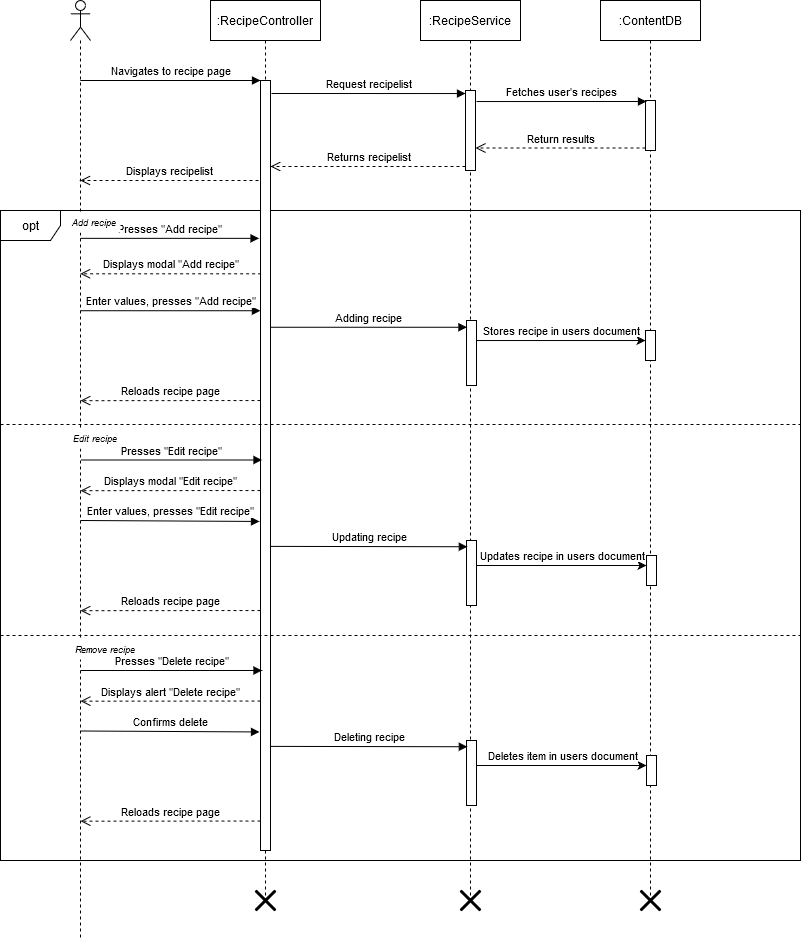 :RecipeController
:RecipeService
:ContentDB
Navigates to recipe page
Request recipelist
Fetches user's recipes
Return results
Returns recipelist
Displays recipelist
opt
Add recipe
Presses "Add recipe"
Displays modal "Add recipe"
Enter values, presses "Add recipe"
Adding recipe
Stores recipe in users document
Reloads recipe page
Edit recipe
Presses "Edit recipe"
Displays modal "Edit recipe"
Enter values, presses "Edit recipe"
Updating recipe
Updates recipe in users document
Reloads recipe page
Remove recipe
Presses "Delete recipe"
Displays alert "Delete recipe"
Confirms delete
Deleting recipe
Deletes item in users document
Reloads recipe page